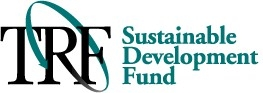 TRF
Sustainable
Development
Fund